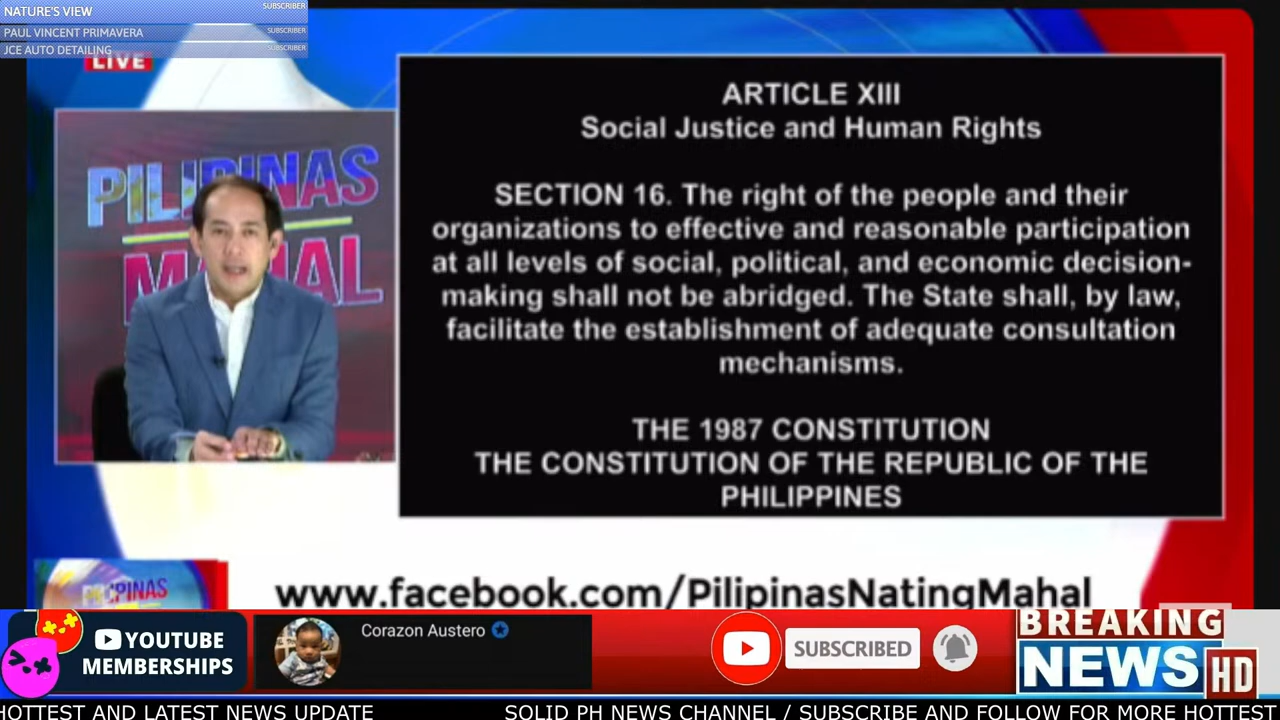 NATURE'S VIEW SUBSCRIBER
PAUL VINCENT PRIMAVERA SUBSCRIBER
JCE AUTO DETAILING SUBSCRIBER
LIVE
PILIPINAS
MAHAL
ARTICLE XIII
Social Justice and Human Rights
SECTION 16. The right of the people and their
organizations to effective and reasonable participation
at all levels of social, political, and economic decision-
making shall not be abridged. The State shall, by law,
facilitate the establishment of adequate consultation
mechanisms.
THE 1987 CONSTITUTION
THE CONSTITUTION OF THE REPUBLIC OF THE
PHILIPPINES
PILIPINAS
www.facebook.com/PilipinasNatingMahal
YOUTUBE
MEMBERSHIPS
Corazon Austero
SUBSCRIBED
BREAKING
NEWS HD
HOTTEST AND LATEST NEWS UPDATE
SOLID PH NEWS CHANNEL / SUBSCRIBE AND FOLLOW FOR MORE HOTTEST